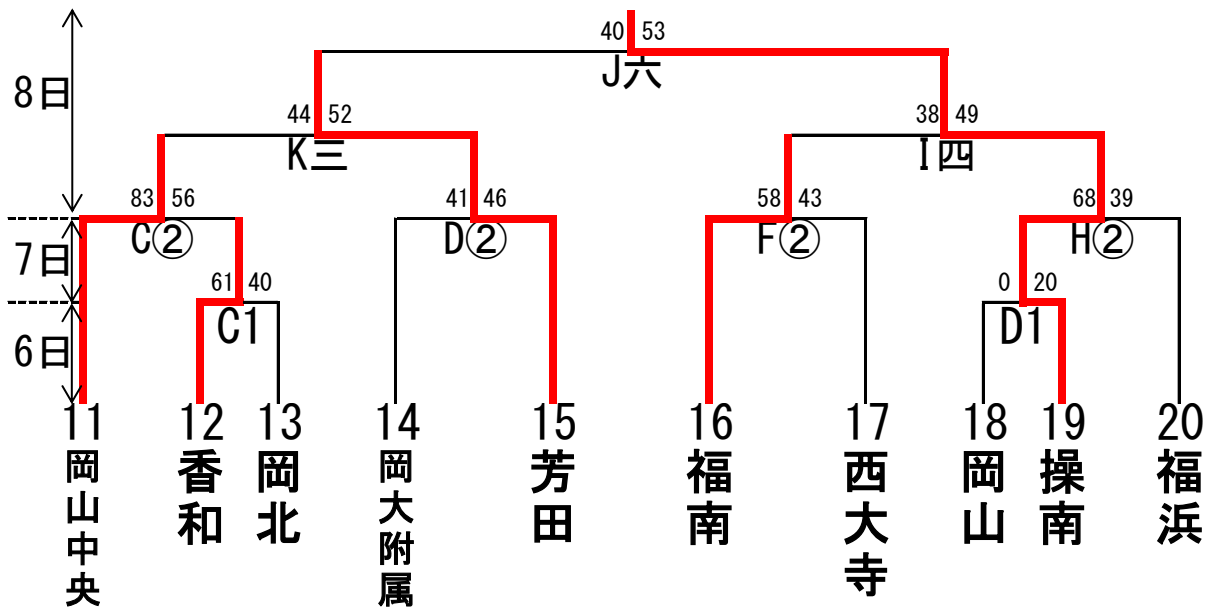 40 53
J六
8日
44 52
K三
38 49
I四
83 56
C②
41 46
D②
58 43
F②
68 39
H②
7日
61 40
C1
0 20
D1
6日
11 12 13 14 15 16 17 18 19 20
岡山中央
香和
岡北
岡大附属
芳田
福南
西大寺
岡山
操南
福浜